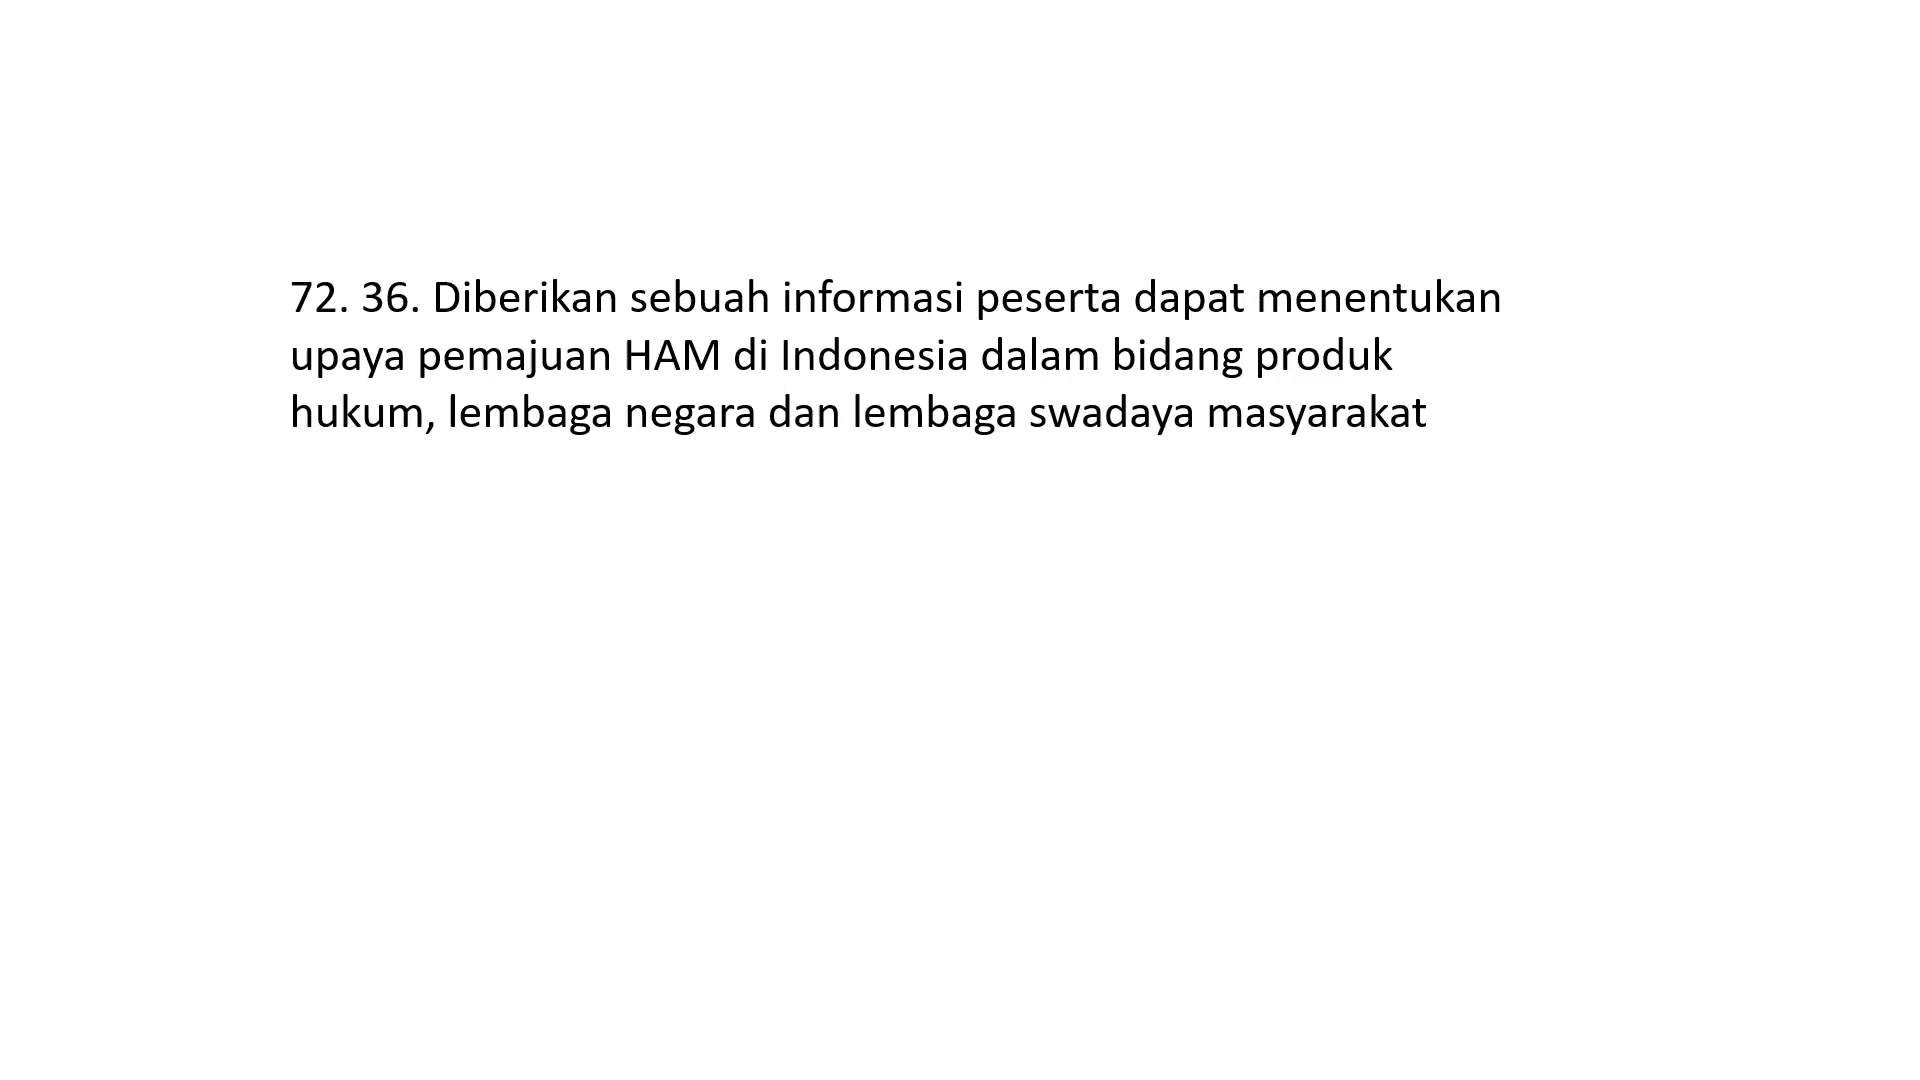 72. 36. Diberikan sebuah informasi peserta dapat menentukan
upaya pemajuan HAM di Indonesia dalam bidang produk
hukum, lembaga negara dan lembaga swadaya masyarakat